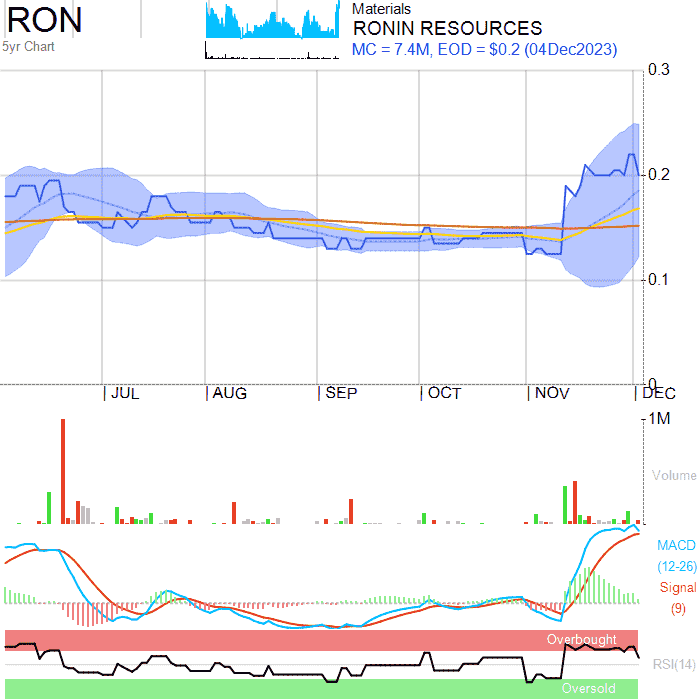 RON
5yr Chart
Materials
RONIN RESOURCES
MC = 7.4M, EOD = $0.2 (04Dec2023)
0.3
0.2
0.1
0
| JUL | AUG | SEP | OCT | NOV | DEC
1M
Volume
MACD
(12-26)
Signal
(9)
Overbought
RSI(14)
Oversold